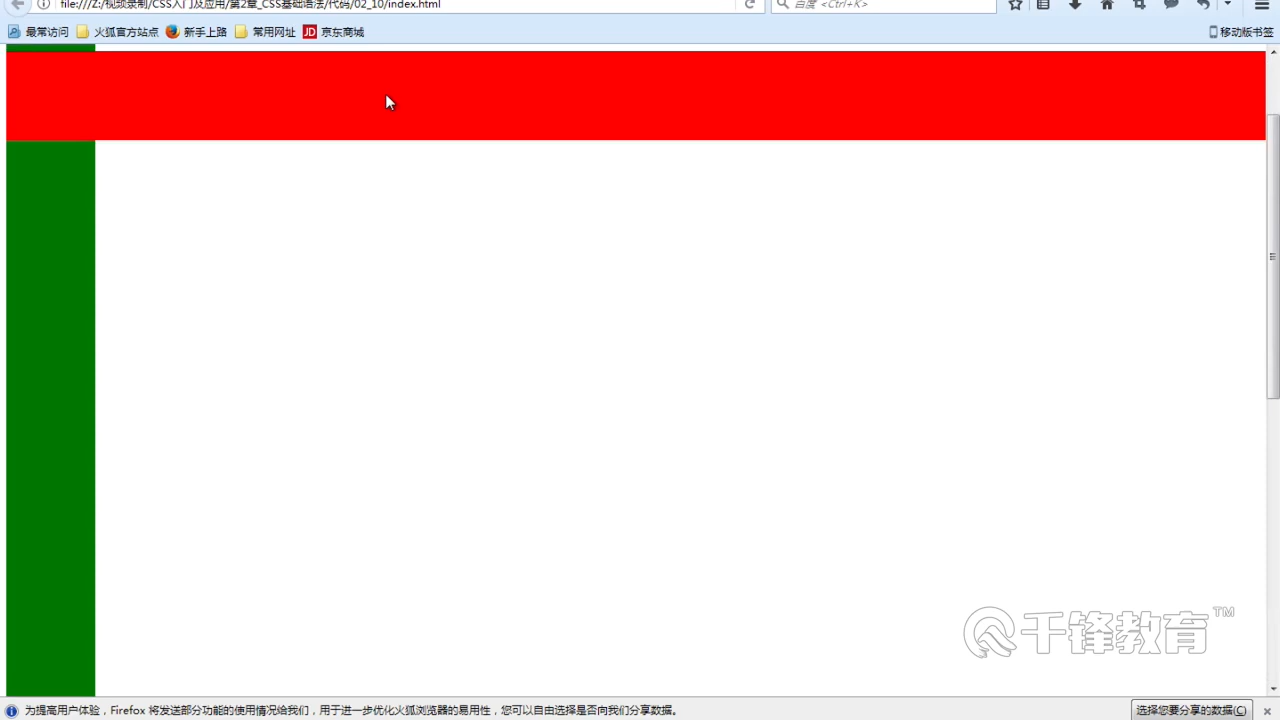 file:///Z:/视频录制/CSS入门及应用/第2章_CSS基础语法/代码/02_10/index.html
百度 <Ctrl+K>
最常访问 火狐官方站点 新手上路 常用网址 JD 京东商城 移动版书签
千锋教育™
为提高用户体验，Firefox 将发送部分功能的使用情况给我们，用于进一步优化火狐浏览器的易用性，您可以自由选择是否向我们分享数据。 选择您要分享的数据(C)